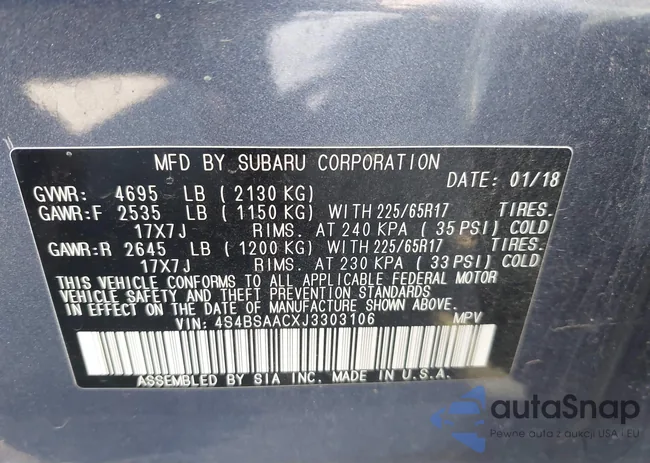 MFD BY SUBARU CORPORATION
DATE: 01/18
GVWR: 4695 LB (2130 KG)
GAWR:F 2535 LB (1150 KG) WITH 225/65R17 TIRES.
17X7J RIMS. AT 240 KPA (35 PSI) COLD
GAWR:R 2645 LB (1200 KG) WITH 225/65R17 TIRES.
17X7J RIMS. AT 230 KPA (33 PSI) COLD
THIS VEHICLE CONFORMS TO ALL APPLICABLE FEDERAL MOTOR
VEHICLE SAFETY AND THEFT PREVENTION STANDARDS
IN EFFECT ON THE DATE OF MANUFACTURE SHOWN ABOVE.
VIN: 4S4BSAACXJ3303106 MPV
ASSEMBLED BY SIA INC. MADE IN U.S.A.
autaSnap
Pewne auta z aukcji USA i EU